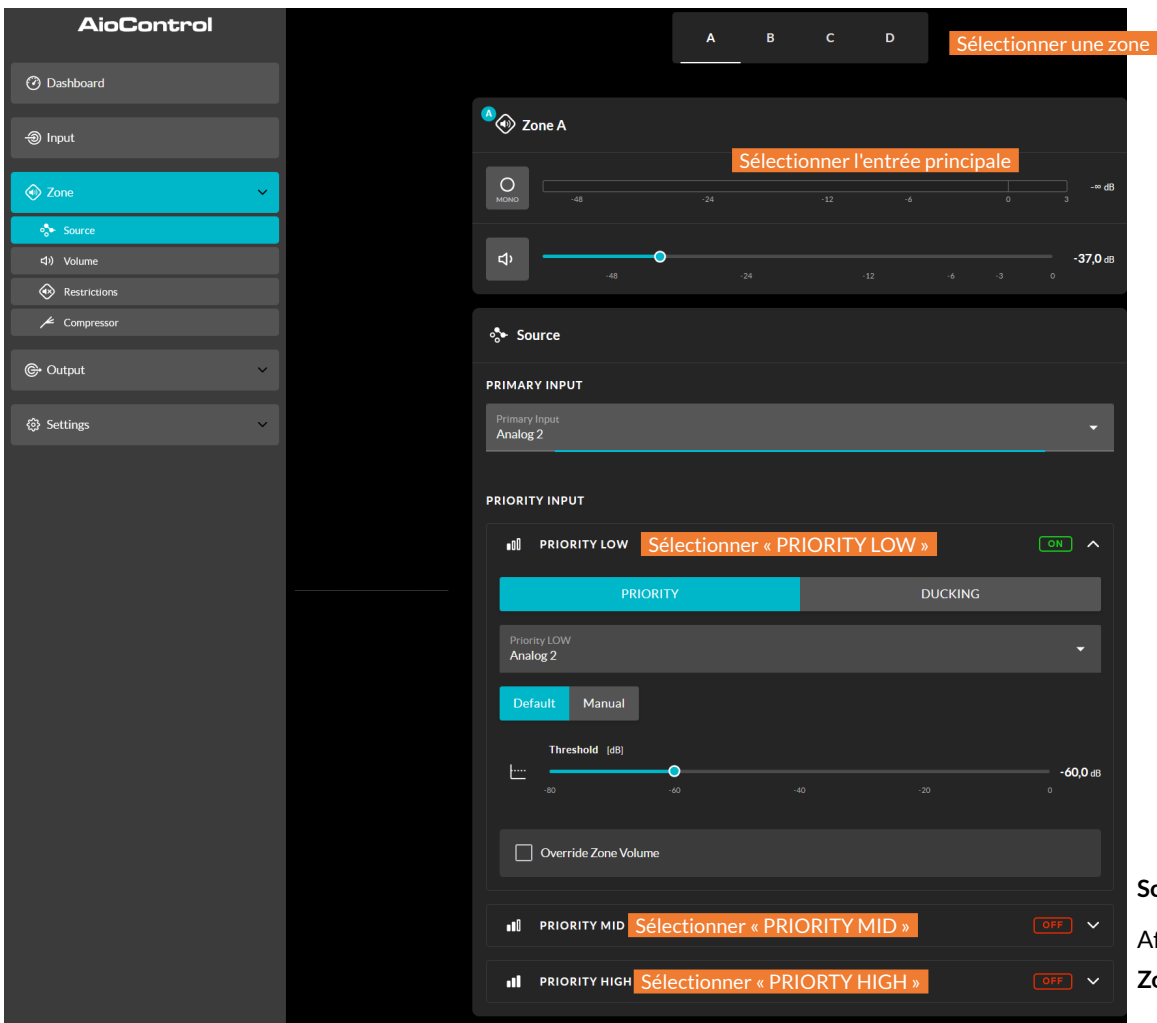 AioControl
Dashboard
Input
Zone
Source
Volume
Restrictions
Compressor
Output
Settings
A B C D
Sélectionner une zone
A
Zone A
Sélectionner l'entrée principale
MONO
-48 -24 -12 -6 0 3
-∞ dB
-37,0 dB
-48 -24 -12 -6 -3 0
Source
PRIMARY INPUT
Primary Input
Analog 2
PRIORITY INPUT
PRIORITY LOW Sélectionner « PRIORITY LOW » ON
PRIORITY DUCKING
Priority LOW
Analog 2
Default Manual
Threshold [dB]
-60,0 dB
-80 -60 -40 -20 0
Override Zone Volume
PRIORITY MID Sélectionner « PRIORITY MID » OFF
PRIORITY HIGH Sélectionner « PRIORTY HIGH » OFF